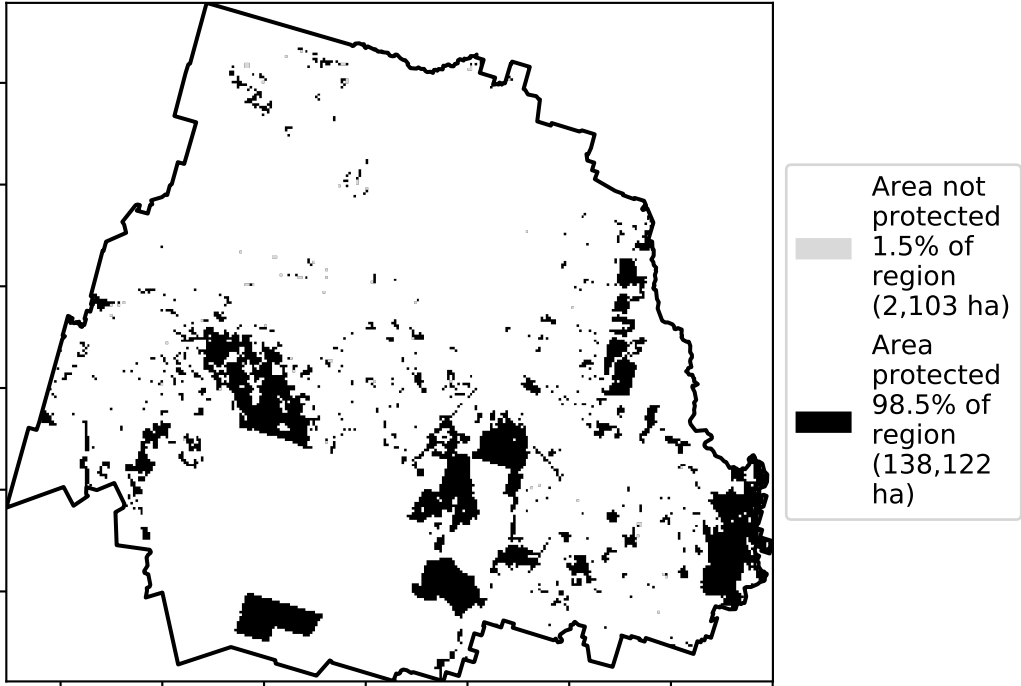 Area not
protected
1.5% of
region
(2,103 ha)
Area
protected
98.5% of
region
(138,122
ha)